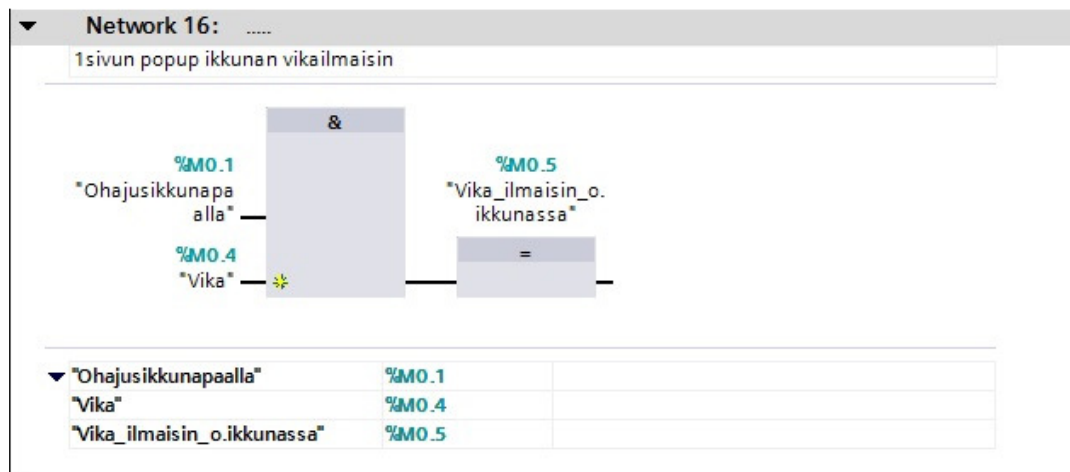 Network 16: .....
1sivun popup ikkunan vikailmaisin
&
%M0.1
"Ohajusikkunapa
alla"
%M0.4
"Vika"
%M0.5
"Vika_ilmaisin_o.
ikkunassa"
=
"Ohajusikkunapaalla" %M0.1
"Vika" %M0.4
"Vika_ilmaisin_o.ikkunassa" %M0.5